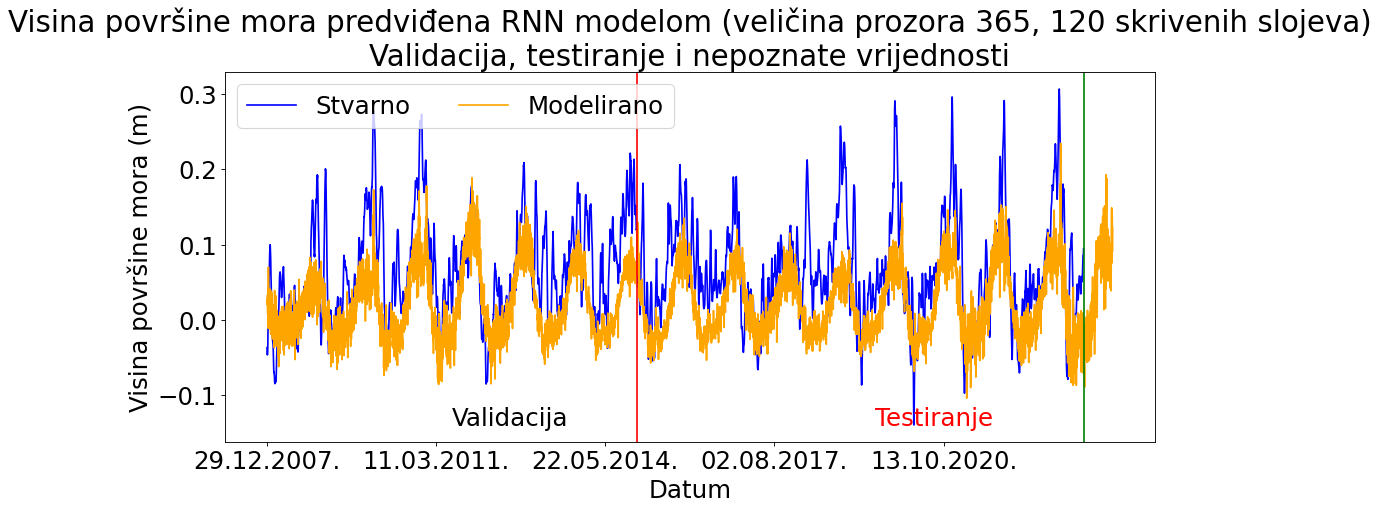 Visina površine mora predviđena RNN modelom (veličina prozora 365, 120 skrivenih slojeva)
Validacija, testiranje i nepoznate vrijednosti
Stvarno
Modelirano
Visina površine mora (m)
0.3
0.2
0.1
0.0
−0.1
Validacija
Testiranje
29.12.2007.
11.03.2011.
22.05.2014.
02.08.2017.
13.10.2020.
Datum